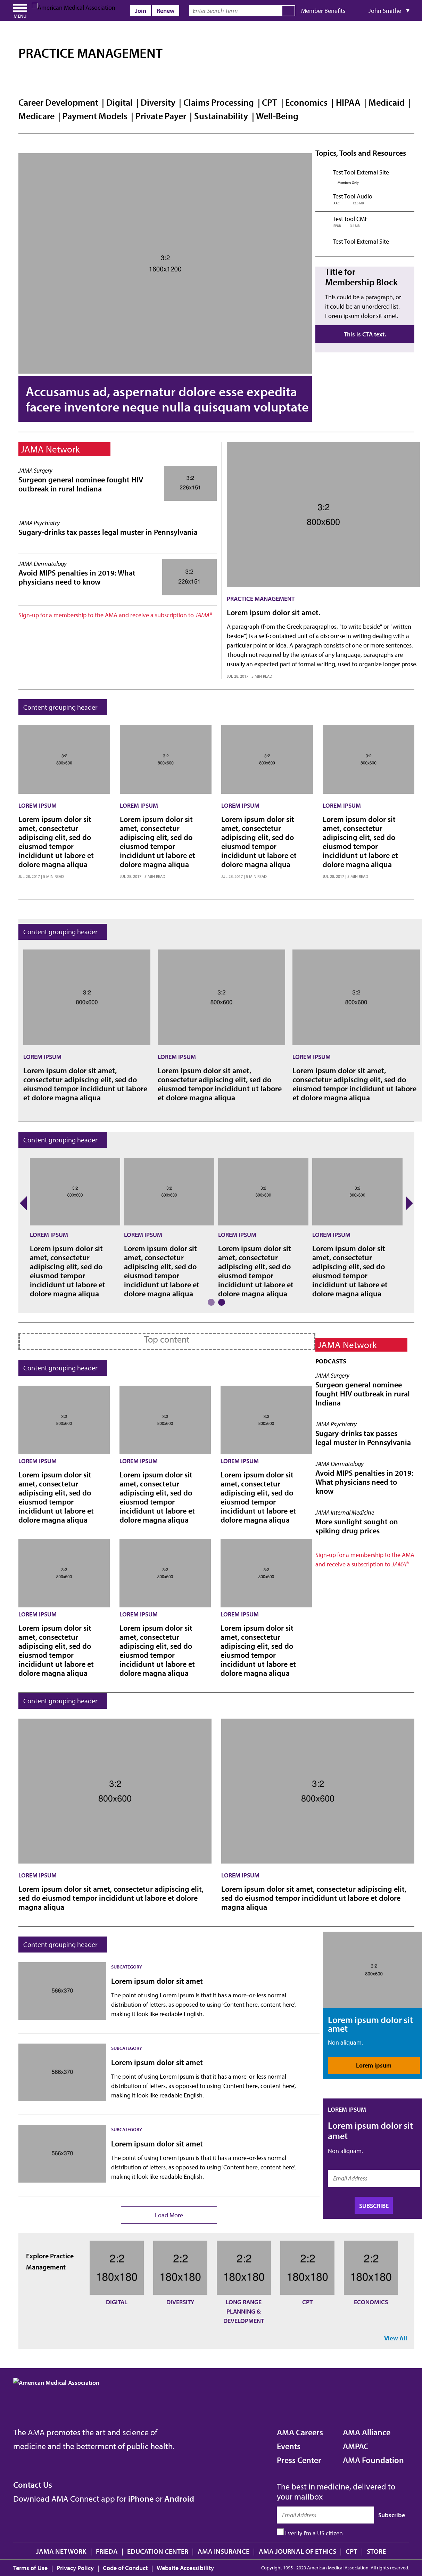 MENU
American Medical Association
Join
Renew
Enter Search Term
Member Benefits
John Smithe ▼
PRACTICE MANAGEMENT
Career Development | Digital | Diversity | Claims Processing | CPT | Economics | HIPAA | Medicaid |
Medicare | Payment Models | Private Payer | Sustainability | Well-Being
3:2
1600x1200
Accusamus ad, aspernatur dolore esse expedita
facere inventore neque nulla quisquam voluptate
Topics, Tools and Resources
Test Tool External Site
Members Only
Test Tool Audio
AAC 13.3 MB
Test tool CME
EPUB 6.8 MB
Test Tool External Site
Title for
Membership Block
This could be a paragraph, or
it could be an unordered list.
Lorem ipsum dolor sit amet.
This is CTA text.
JAMA Network
JAMA Surgery
Surgeon general nominee fought HIV
outbreak in rural Indiana
3:2
226x151
JAMA Psychiatry
Sugary-drinks tax passes legal muster in Pennsylvania
JAMA Dermatology
Avoid MIPS penalties in 2019: What
physicians need to know
3:2
226x151
Sign-up for a membership to the AMA and receive a subscription to JAMA®
3:2
800x600
PRACTICE MANAGEMENT
Lorem ipsum dolor sit amet.
A paragraph (from the Greek paragraphos, "to write beside" or "written
beside") is a self-contained unit of a discourse in writing dealing with a
particular point or idea. A paragraph consists of one or more sentences.
Though not required by the syntax of any language, paragraphs are
usually an expected part of formal writing, used to organize longer prose.
JUL. 28, 2017 | 5 MIN READ
Content grouping header
3:2
800x600
3:2
800x600
3:2
800x600
3:2
800x600
LOREM IPSUM
Lorem ipsum dolor sit
amet, consectetur
adipiscing elit, sed do
eiusmod tempor
incididunt ut labore et
dolore magna aliqua
JUL. 28, 2017 | 5 MIN READ
LOREM IPSUM
Lorem ipsum dolor sit
amet, consectetur
adipiscing elit, sed do
eiusmod tempor
incididunt ut labore et
dolore magna aliqua
JUL. 28, 2017 | 5 MIN READ
LOREM IPSUM
Lorem ipsum dolor sit
amet, consectetur
adipiscing elit, sed do
eiusmod tempor
incididunt ut labore et
dolore magna aliqua
JUL. 28, 2017 | 5 MIN READ
LOREM IPSUM
Lorem ipsum dolor sit
amet, consectetur
adipiscing elit, sed do
eiusmod tempor
incididunt ut labore et
dolore magna aliqua
JUL. 28, 2017 | 5 MIN READ
Content grouping header
3:2
800x600
3:2
800x600
3:2
800x600
LOREM IPSUM
Lorem ipsum dolor sit amet,
consectetur adipiscing elit, sed do
eiusmod tempor incididunt ut labore
et dolore magna aliqua
LOREM IPSUM
Lorem ipsum dolor sit amet,
consectetur adipiscing elit, sed do
eiusmod tempor incididunt ut labore
et dolore magna aliqua
LOREM IPSUM
Lorem ipsum dolor sit amet,
consectetur adipiscing elit, sed do
eiusmod tempor incididunt ut labore
et dolore magna aliqua
Content grouping header
3:2
800x600
3:2
800x600
3:2
800x600
3:2
800x600
LOREM IPSUM
Lorem ipsum dolor sit
amet, consectetur
adipiscing elit, sed do
eiusmod tempor
incididunt ut labore et
dolore magna aliqua
LOREM IPSUM
Lorem ipsum dolor sit
amet, consectetur
adipiscing elit, sed do
eiusmod tempor
incididunt ut labore et
dolore magna aliqua
LOREM IPSUM
Lorem ipsum dolor sit
amet, consectetur
adipiscing elit, sed do
eiusmod tempor
incididunt ut labore et
dolore magna aliqua
LOREM IPSUM
Lorem ipsum dolor sit
amet, consectetur
adipiscing elit, sed do
eiusmod tempor
incididunt ut labore et
dolore magna aliqua
Top content
Content grouping header
3:2
800x600
3:2
800x600
3:2
800x600
LOREM IPSUM
Lorem ipsum dolor sit
amet, consectetur
adipiscing elit, sed do
eiusmod tempor
incididunt ut labore et
dolore magna aliqua
LOREM IPSUM
Lorem ipsum dolor sit
amet, consectetur
adipiscing elit, sed do
eiusmod tempor
incididunt ut labore et
dolore magna aliqua
LOREM IPSUM
Lorem ipsum dolor sit
amet, consectetur
adipiscing elit, sed do
eiusmod tempor
incididunt ut labore et
dolore magna aliqua
3:2
800x600
3:2
800x600
3:2
800x600
LOREM IPSUM
Lorem ipsum dolor sit
amet, consectetur
adipiscing elit, sed do
eiusmod tempor
incididunt ut labore et
dolore magna aliqua
LOREM IPSUM
Lorem ipsum dolor sit
amet, consectetur
adipiscing elit, sed do
eiusmod tempor
incididunt ut labore et
dolore magna aliqua
LOREM IPSUM
Lorem ipsum dolor sit
amet, consectetur
adipiscing elit, sed do
eiusmod tempor
incididunt ut labore et
dolore magna aliqua
JAMA Network
PODCASTS
JAMA Surgery
Surgeon general nominee
fought HIV outbreak in rural
Indiana
JAMA Psychiatry
Sugary-drinks tax passes
legal muster in Pennsylvania
JAMA Dermatology
Avoid MIPS penalties in 2019:
What physicians need to
know
JAMA Internal Medicine
More sunlight sought on
spiking drug prices
Sign-up for a membership to the AMA
and receive a subscription to JAMA®
Content grouping header
3:2
800x600
3:2
800x600
LOREM IPSUM
Lorem ipsum dolor sit amet, consectetur adipiscing elit,
sed do eiusmod tempor incididunt ut labore et dolore
magna aliqua
LOREM IPSUM
Lorem ipsum dolor sit amet, consectetur adipiscing elit,
sed do eiusmod tempor incididunt ut labore et dolore
magna aliqua
Content grouping header
566x370
SUBCATEGORY
Lorem ipsum dolor sit amet
The point of using Lorem Ipsum is that it has a more-or-less normal
distribution of letters, as opposed to using 'Content here, content here',
making it look like readable English.
566x370
SUBCATEGORY
Lorem ipsum dolor sit amet
The point of using Lorem Ipsum is that it has a more-or-less normal
distribution of letters, as opposed to using 'Content here, content here',
making it look like readable English.
566x370
SUBCATEGORY
Lorem ipsum dolor sit amet
The point of using Lorem Ipsum is that it has a more-or-less normal
distribution of letters, as opposed to using 'Content here, content here',
making it look like readable English.
Load More
3:2
800x600
Lorem ipsum dolor sit
amet
Non aliquam.
Lorem ipsum
LOREM IPSUM
Lorem ipsum dolor sit
amet
Non aliquam.
Email Address
SUBSCRIBE
Explore Practice
Management
2:2
180x180
2:2
180x180
2:2
180x180
2:2
180x180
2:2
180x180
DIGITAL
DIVERSITY
LONG RANGE
PLANNING &
DEVELOPMENT
CPT
ECONOMICS
View All
American Medical Association
The AMA promotes the art and science of
medicine and the betterment of public health.
AMA Careers
Events
Press Center
AMA Alliance
AMPAC
AMA Foundation
Contact Us
Download AMA Connect app for iPhone or Android
The best in medicine, delivered to
your mailbox
Email Address
Subscribe
I verify I'm a US citizen
JAMA NETWORK | FRIEDA | EDUCATION CENTER | AMA INSURANCE | AMA JOURNAL OF ETHICS | CPT | STORE
Terms of Use | Privacy Policy | Code of Conduct | Website Accessibility
Copyright 1995 - 2020 American Medical Association. All rights reserved.